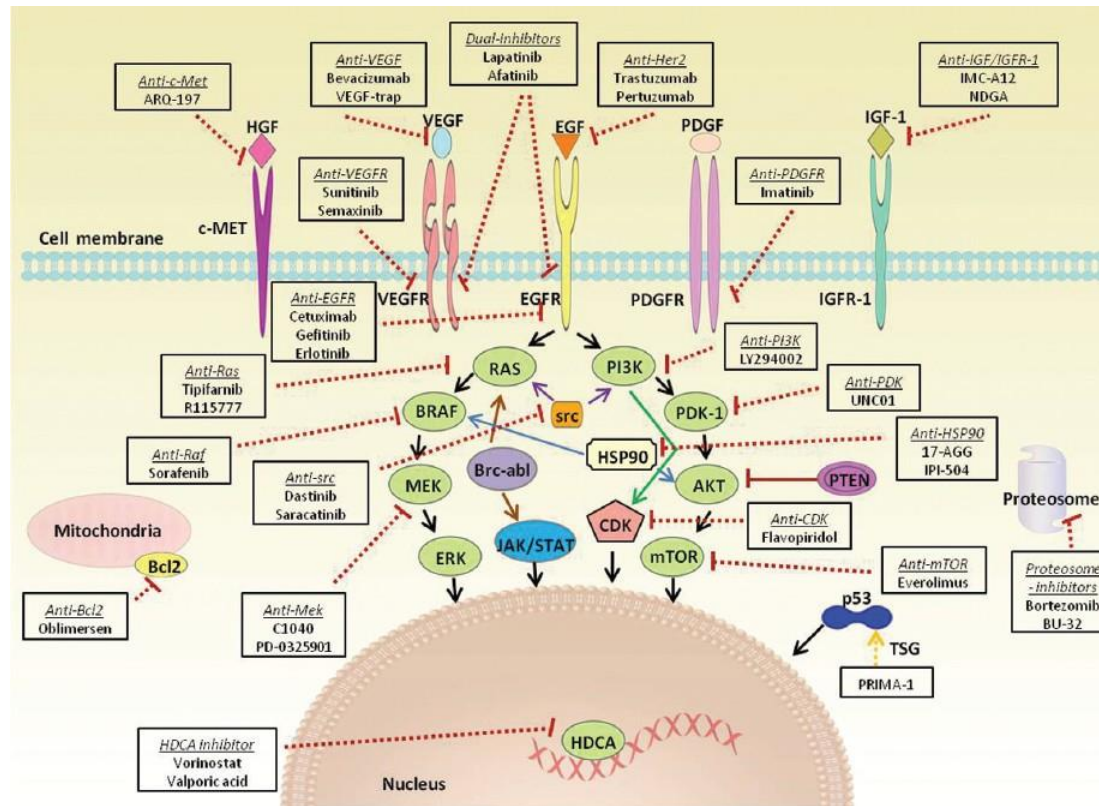 Anti-c-Met
ARQ-197
Anti-VEGF
Bevacizumab
VEGF-trap
Dual-inhibitors
Lapatinib
Afatinib
Anti-Her2
Trastuzumab
Pertuzumab
Anti-IGF/IGFR-1
IMC-A12
NDGA
HGF
VEGF
EGF
PDGF
IGF-1
Anti-VEGFR
Sunitinib
Semaxinib
Anti-PDGFR
Imatinib
c-MET
Cell membrane
VEGFR
EGFR
PDGFR
IGFR-1
Anti-EGFR
Cetuximab
Gefitinib
Erlotinib
Anti-PI3K
LY294002
Anti-Ras
Tipifarnib
R115777
RAS
PI3K
Anti-PDK
UNC01
BRAF
src
PDK-1
Anti-Raf
Sorafenib
Anti-HSP90
17-AGG
IPI-504
HSP90
Anti-src
Dastinib
Saracatinib
MEK
Brc-abl
AKT
PTEN
Proteosome
Mitochondria
Bcl2
CDK
Anti-CDK
Flavopiridol
ERK
JAK/STAT
mTOR
Anti-mTOR
Everolimus
Proteosome
-inhibitors
Bortezomib
BU-32
Anti-Bcl2
Oblimersen
Anti-Mek
C1040
PD-0325901
p53
TSG
PRIMA-1
HDCA inhibitor
Vorinostat
Valporic acid
HDCA
Nucleus